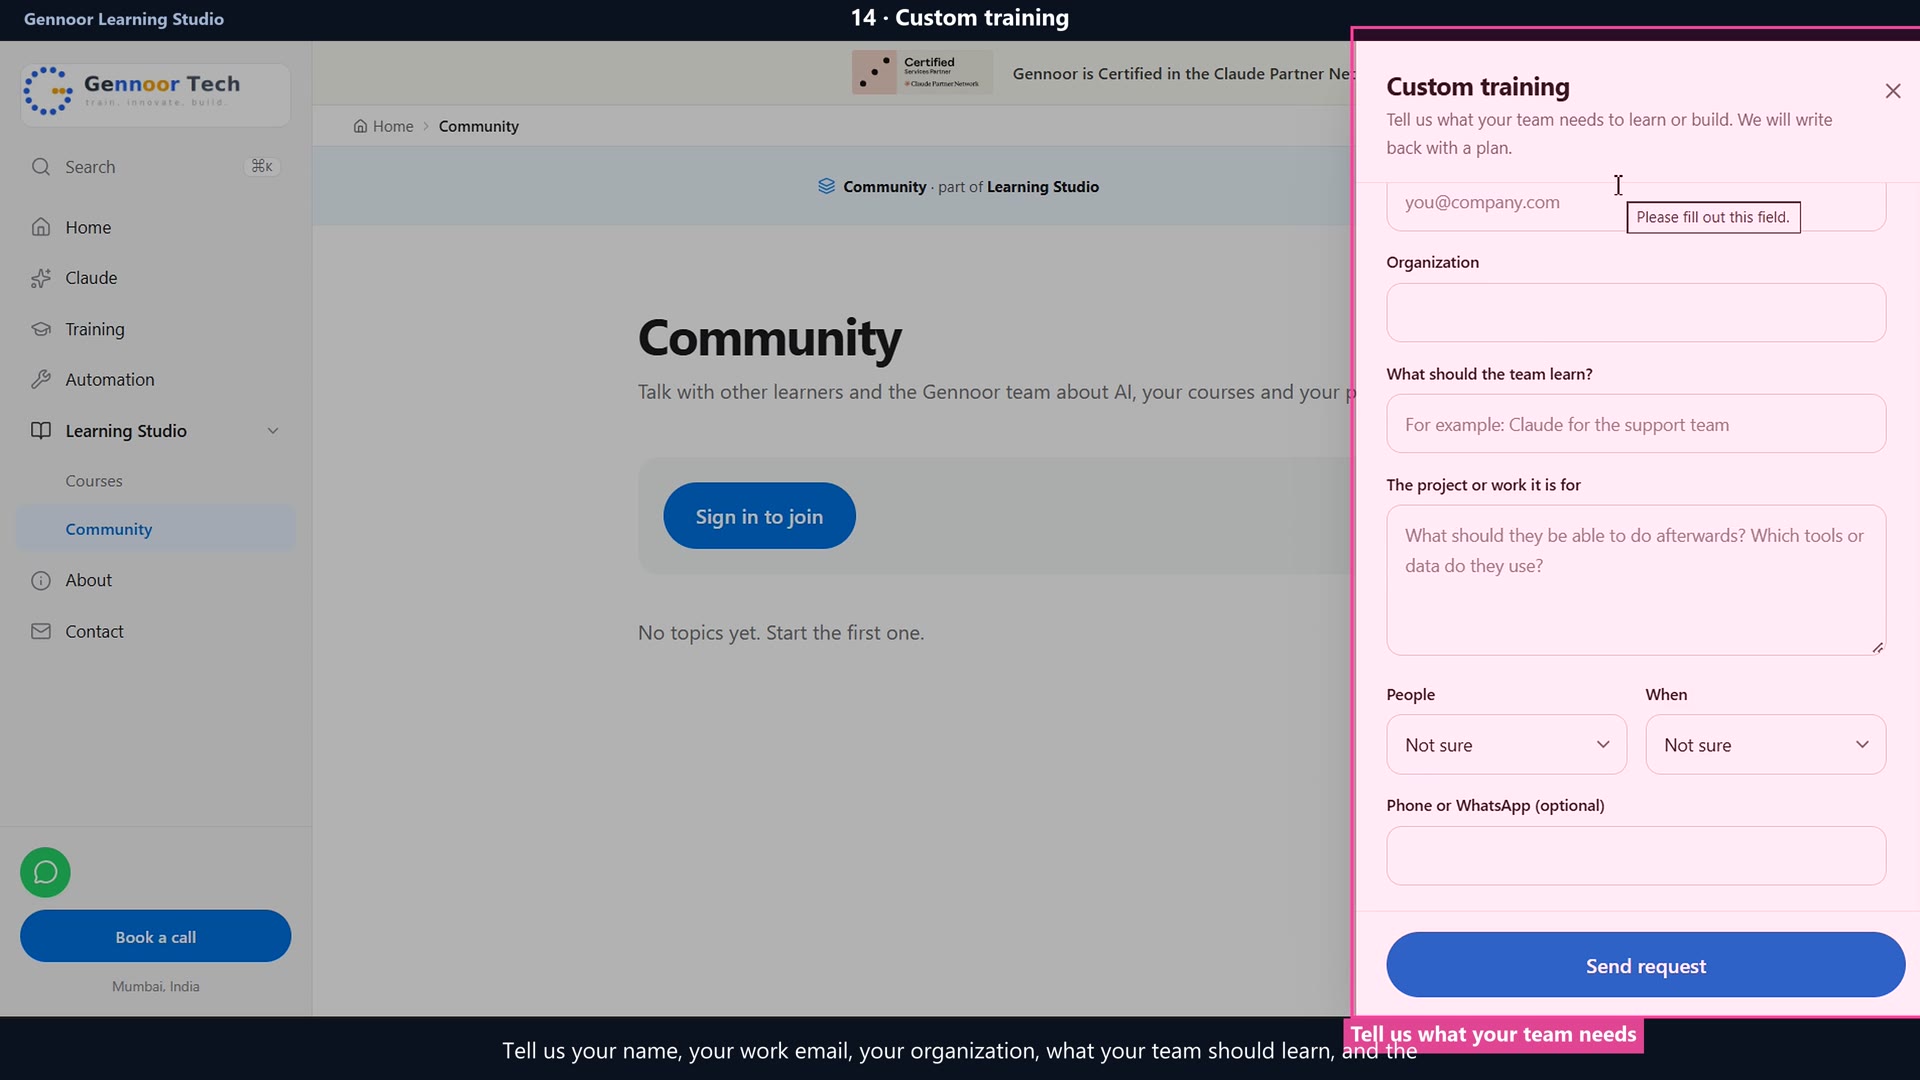 Gennoor Learning Studio
14 · Custom training
Gennoor Tech
train. innovate. build.
Search
⌘K
Home
Claude
Training
Automation
Learning Studio
Courses
Community
About
Contact
Book a call
Mumbai, India
Certified
Services Partner
Claude Partner Network
Gennoor is Certified in the Claude Partner Ne
Home
Community
Community · part of Learning Studio
Community
Talk with other learners and the Gennoor team about AI, your courses and your p
Sign in to join
No topics yet. Start the first one.
Custom training
Tell us what your team needs to learn or build. We will write
back with a plan.
you@company.com
Please fill out this field.
Organization
What should the team learn?
For example: Claude for the support team
The project or work it is for
What should they be able to do afterwards? Which tools or
data do they use?
People
When
Not sure
Not sure
Phone or WhatsApp (optional)
Send request
Tell us what your team needs
Tell us your name, your work email, your organization, what your team should learn, and the